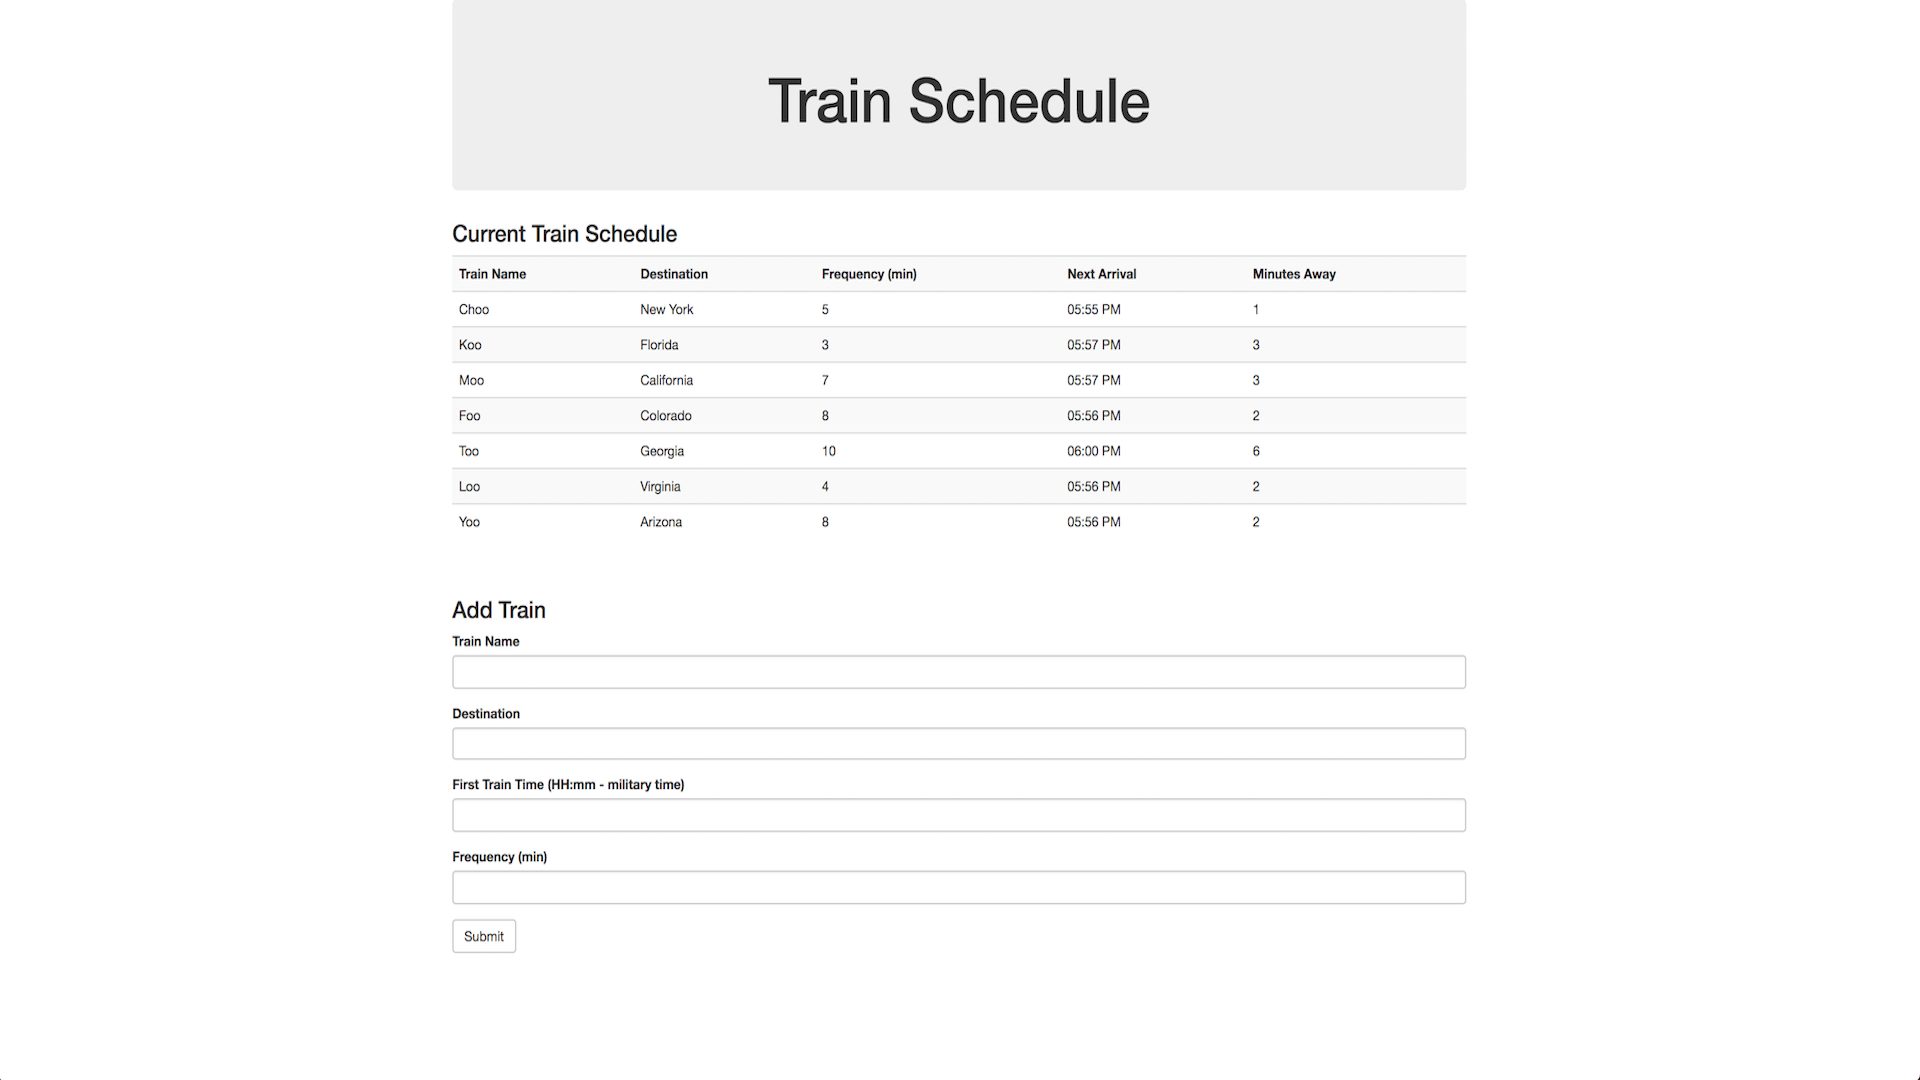 Train Schedule
Current Train Schedule
Train Name Destination Frequency (min) Next Arrival Minutes Away
Choo New York 5 05:55 PM 1
Koo Florida 3 05:57 PM 3
Moo California 7 05:57 PM 3
Foo Colorado 8 05:56 PM 2
Too Georgia 10 06:00 PM 6
Loo Virginia 4 05:56 PM 2
Yoo Arizona 8 05:56 PM 2
Add Train
Train Name
Destination
First Train Time (HH:mm - military time)
Frequency (min)
Submit